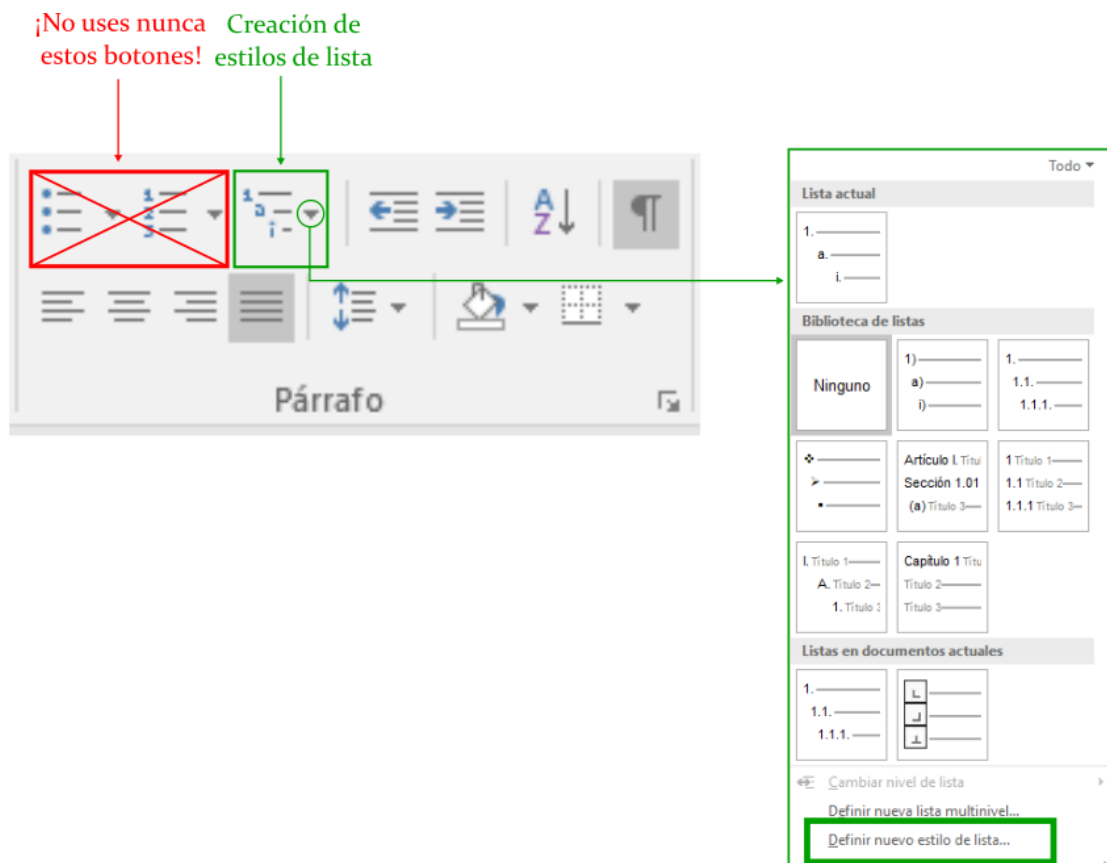 ¡No uses nunca
estos botones!
Creación de
estilos de lista
Párrafo
Todo
Lista actual
1.
a.
i.
Biblioteca de listas
Ninguno
1)
a)
i)
1.
1.1.
1.1.1.
Artículo I. Títu
Sección 1.01
(a) Título 3
1 Título 1
1.1 Título 2
1.1.1 Título 3
I. Título 1
A. Título 2
1. Título 3
Capítulo 1 Títu
Título 2
Título 3
Listas en documentos actuales
1.
1.1.
1.1.1.
Cambiar nivel de lista
Definir nueva lista multinivel...
Definir nuevo estilo de lista...